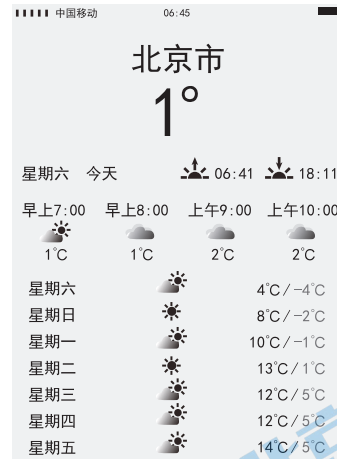 中国移动 06:45
北京市
1°
星期六 今天 06:41 18:11
早上7:00 早上8:00 上午9:00 上午10:00
1℃ 1℃ 2℃ 2℃
星期六 4℃/-4℃
星期日 8℃/-2℃
星期一 10℃/-1℃
星期二 13℃/1℃
星期三 12℃/5℃
星期四 12℃/5℃
星期五 14℃/5℃